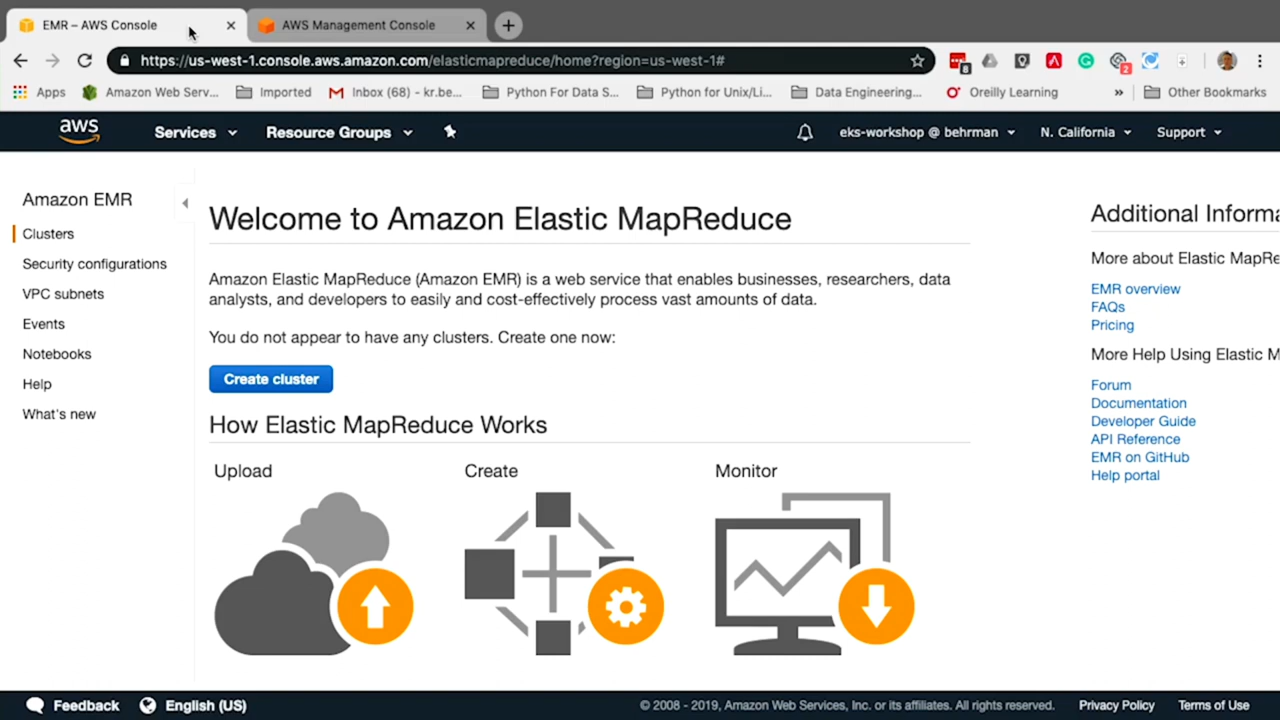 EMR – AWS Console
AWS Management Console
https://us-west-1.console.aws.amazon.com/elasticmapreduce/home?region=us-west-1#
8
2
Apps
Amazon Web Serv...
Imported
Inbox (68) - kr.be...
Python For Data S...
Python for Unix/Li...
Data Engineering...
Oreilly Learning
»
Other Bookmarks
aws
Services
Resource Groups
eks-workshop @ behrman
N. California
Support
Amazon EMR
Clusters
Security configurations
VPC subnets
Events
Notebooks
Help
What's new
Welcome to Amazon Elastic MapReduce
Amazon Elastic MapReduce (Amazon EMR) is a web service that enables businesses, researchers, data
analysts, and developers to easily and cost-effectively process vast amounts of data.
You do not appear to have any clusters. Create one now:
Create cluster
How Elastic MapReduce Works
Upload
Create
Monitor
Additional Informa
More about Elastic MapRe
EMR overview
FAQs
Pricing
More Help Using Elastic M
Forum
Documentation
Developer Guide
API Reference
EMR on GitHub
Help portal
Feedback
English (US)
© 2008 - 2019, Amazon Web Services, Inc. or its affiliates. All rights reserved.
Privacy Policy
Terms of Use